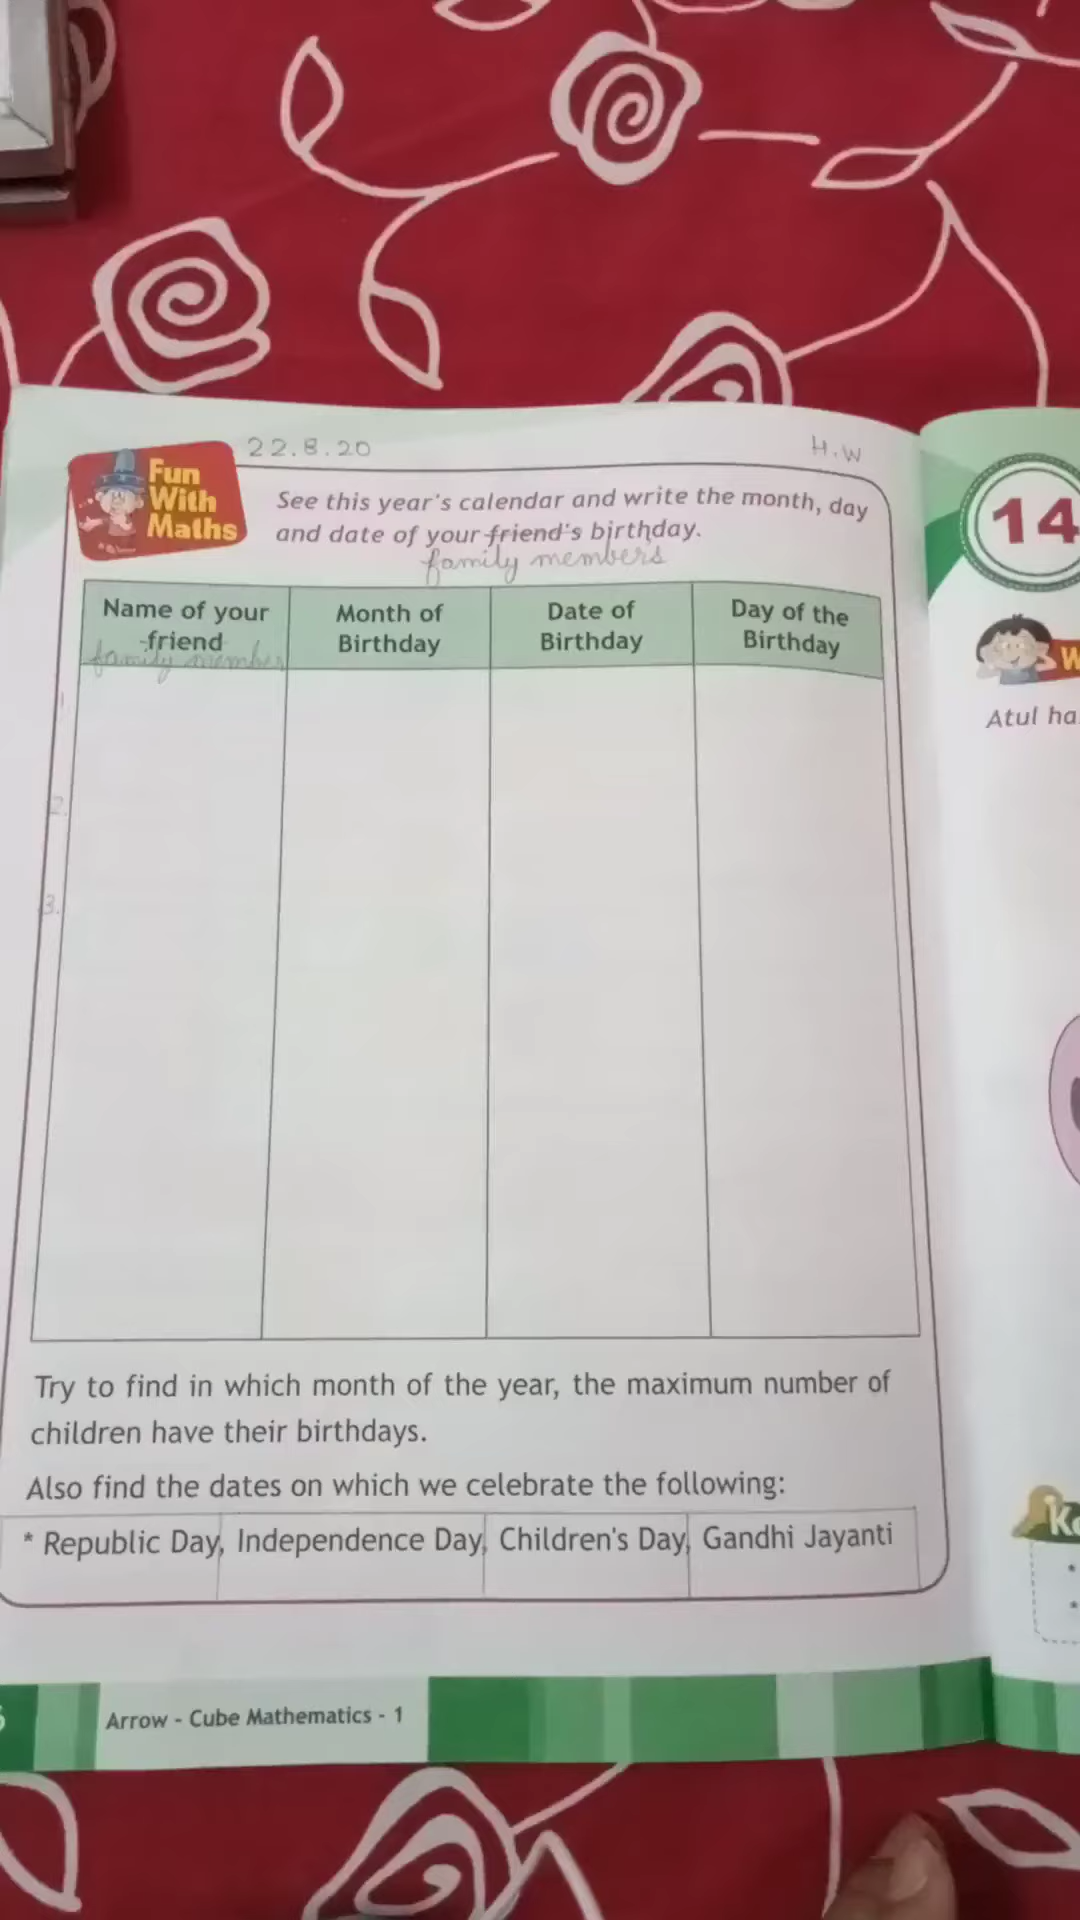 22.8.20
H.W
Fun
With
Maths
See this year's calendar and write the month, day
and date of your friend's birthday.
family members
Name of your
friend
family member
Month of
Birthday
Date of
Birthday
Day of the
Birthday
1
2.
3.
Try to find in which month of the year, the maximum number of
children have their birthdays.
Also find the dates on which we celebrate the following:
* Republic Day, Independence Day, Children's Day, Gandhi Jayanti
Arrow - Cube Mathematics - 1
14
Atul ha